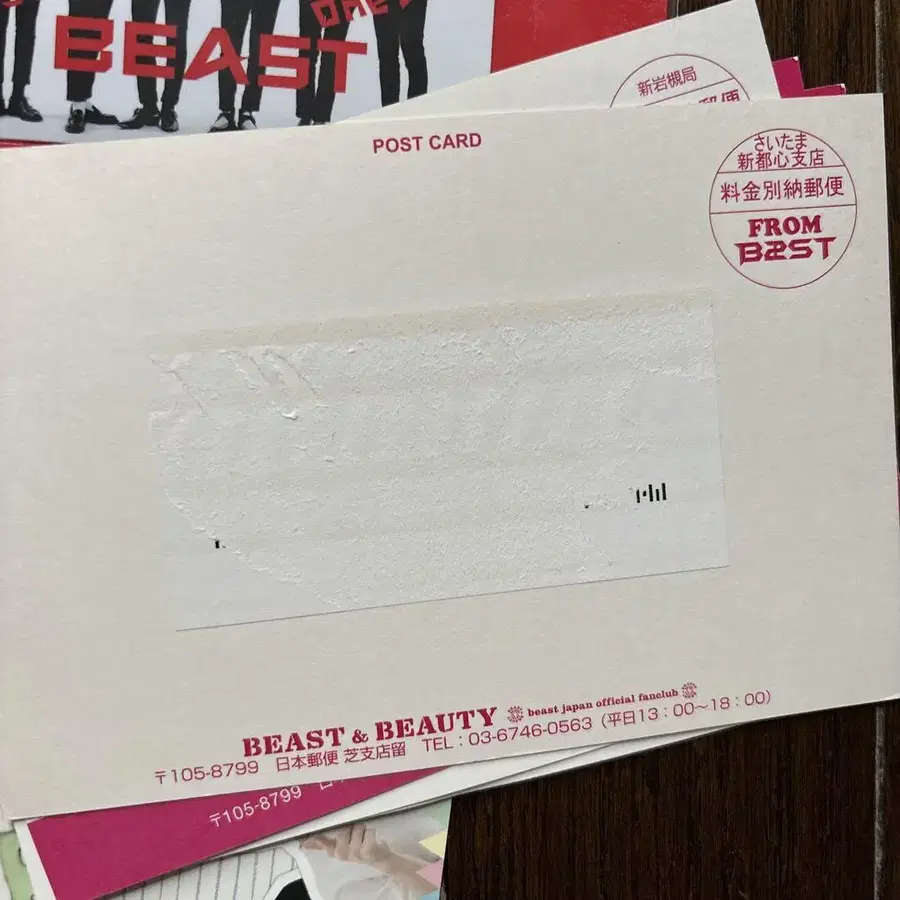 BEAST
POST CARD
新岩槻局
さいたま
新都心支店
料金別納郵便
FROM
B2ST
BEAST & BEAUTY beast japan official fanclub
〒105-8799 日本郵便 芝支店留 TEL:03-6746-0563 (平日13:00〜18:00)
〒105-8799